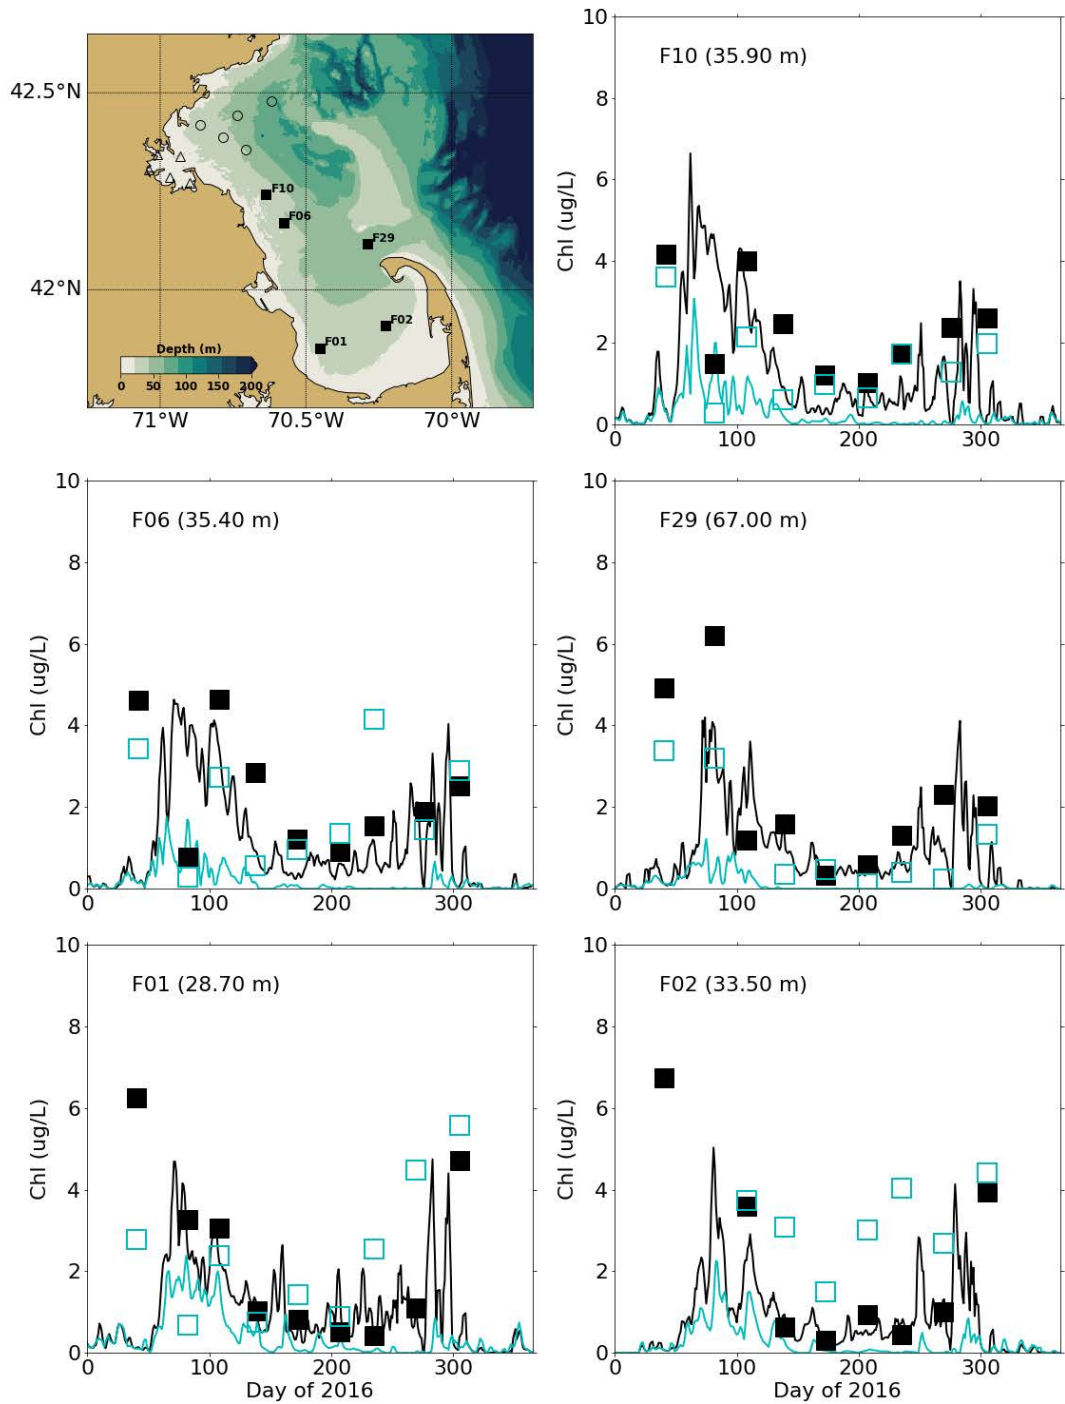 42.5°N
42°N
71°W
70.5°W
70°W
F10
F06
F29
F02
F01
Depth (m)
0 50 100 150 200
F10 (35.90 m)
Chl (ug/L)
10
8
6
4
2
0
0 100 200 300
F06 (35.40 m)
Chl (ug/L)
10
8
6
4
2
0
0 100 200 300
F29 (67.00 m)
Chl (ug/L)
10
8
6
4
2
0
0 100 200 300
F01 (28.70 m)
Chl (ug/L)
10
8
6
4
2
0
0 100 200 300
Day of 2016
F02 (33.50 m)
Chl (ug/L)
10
8
6
4
2
0
0 100 200 300
Day of 2016